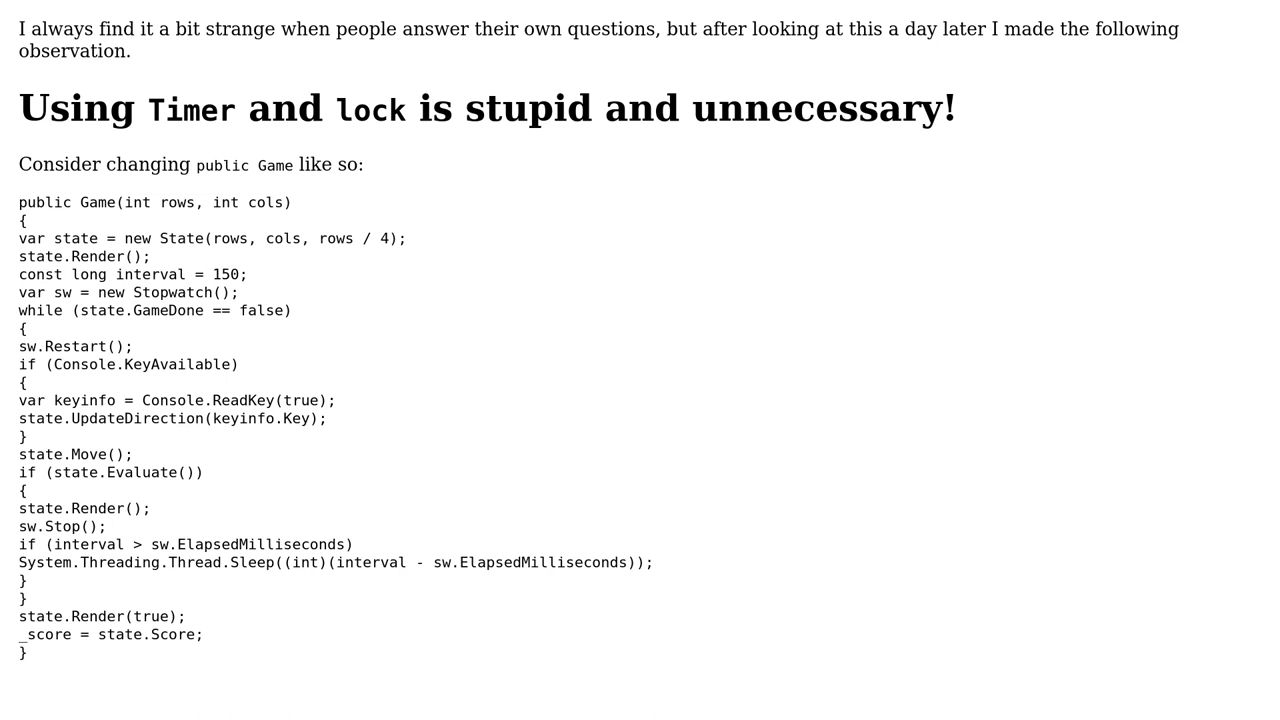 I always find it a bit strange when people answer their own questions, but after looking at this a day later I made the following
observation.
Using Timer and lock is stupid and unnecessary!
Consider changing public Game like so:
public Game(int rows, int cols)
{
var state = new State(rows, cols, rows / 4);
state.Render();
const long interval = 150;
var sw = new Stopwatch();
while (state.GameDone == false)
{
sw.Restart();
if (Console.KeyAvailable)
{
var keyinfo = Console.ReadKey(true);
state.UpdateDirection(keyinfo.Key);
}
state.Move();
if (state.Evaluate())
{
state.Render();
sw.Stop();
if (interval > sw.ElapsedMilliseconds)
System.Threading.Thread.Sleep((int)(interval - sw.ElapsedMilliseconds));
}
}
state.Render(true);
_score = state.Score;
}